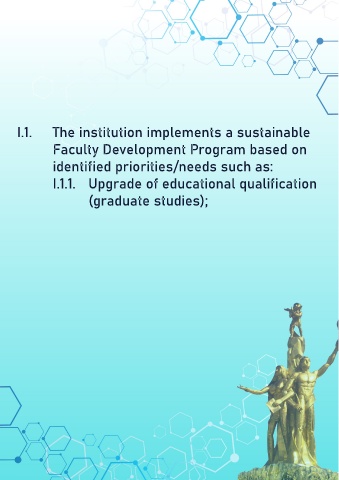 I.1. The institution implements a sustainable
Faculty Development Program based on
identified priorities/needs such as:
I.1.1. Upgrade of educational qualification
(graduate studies);